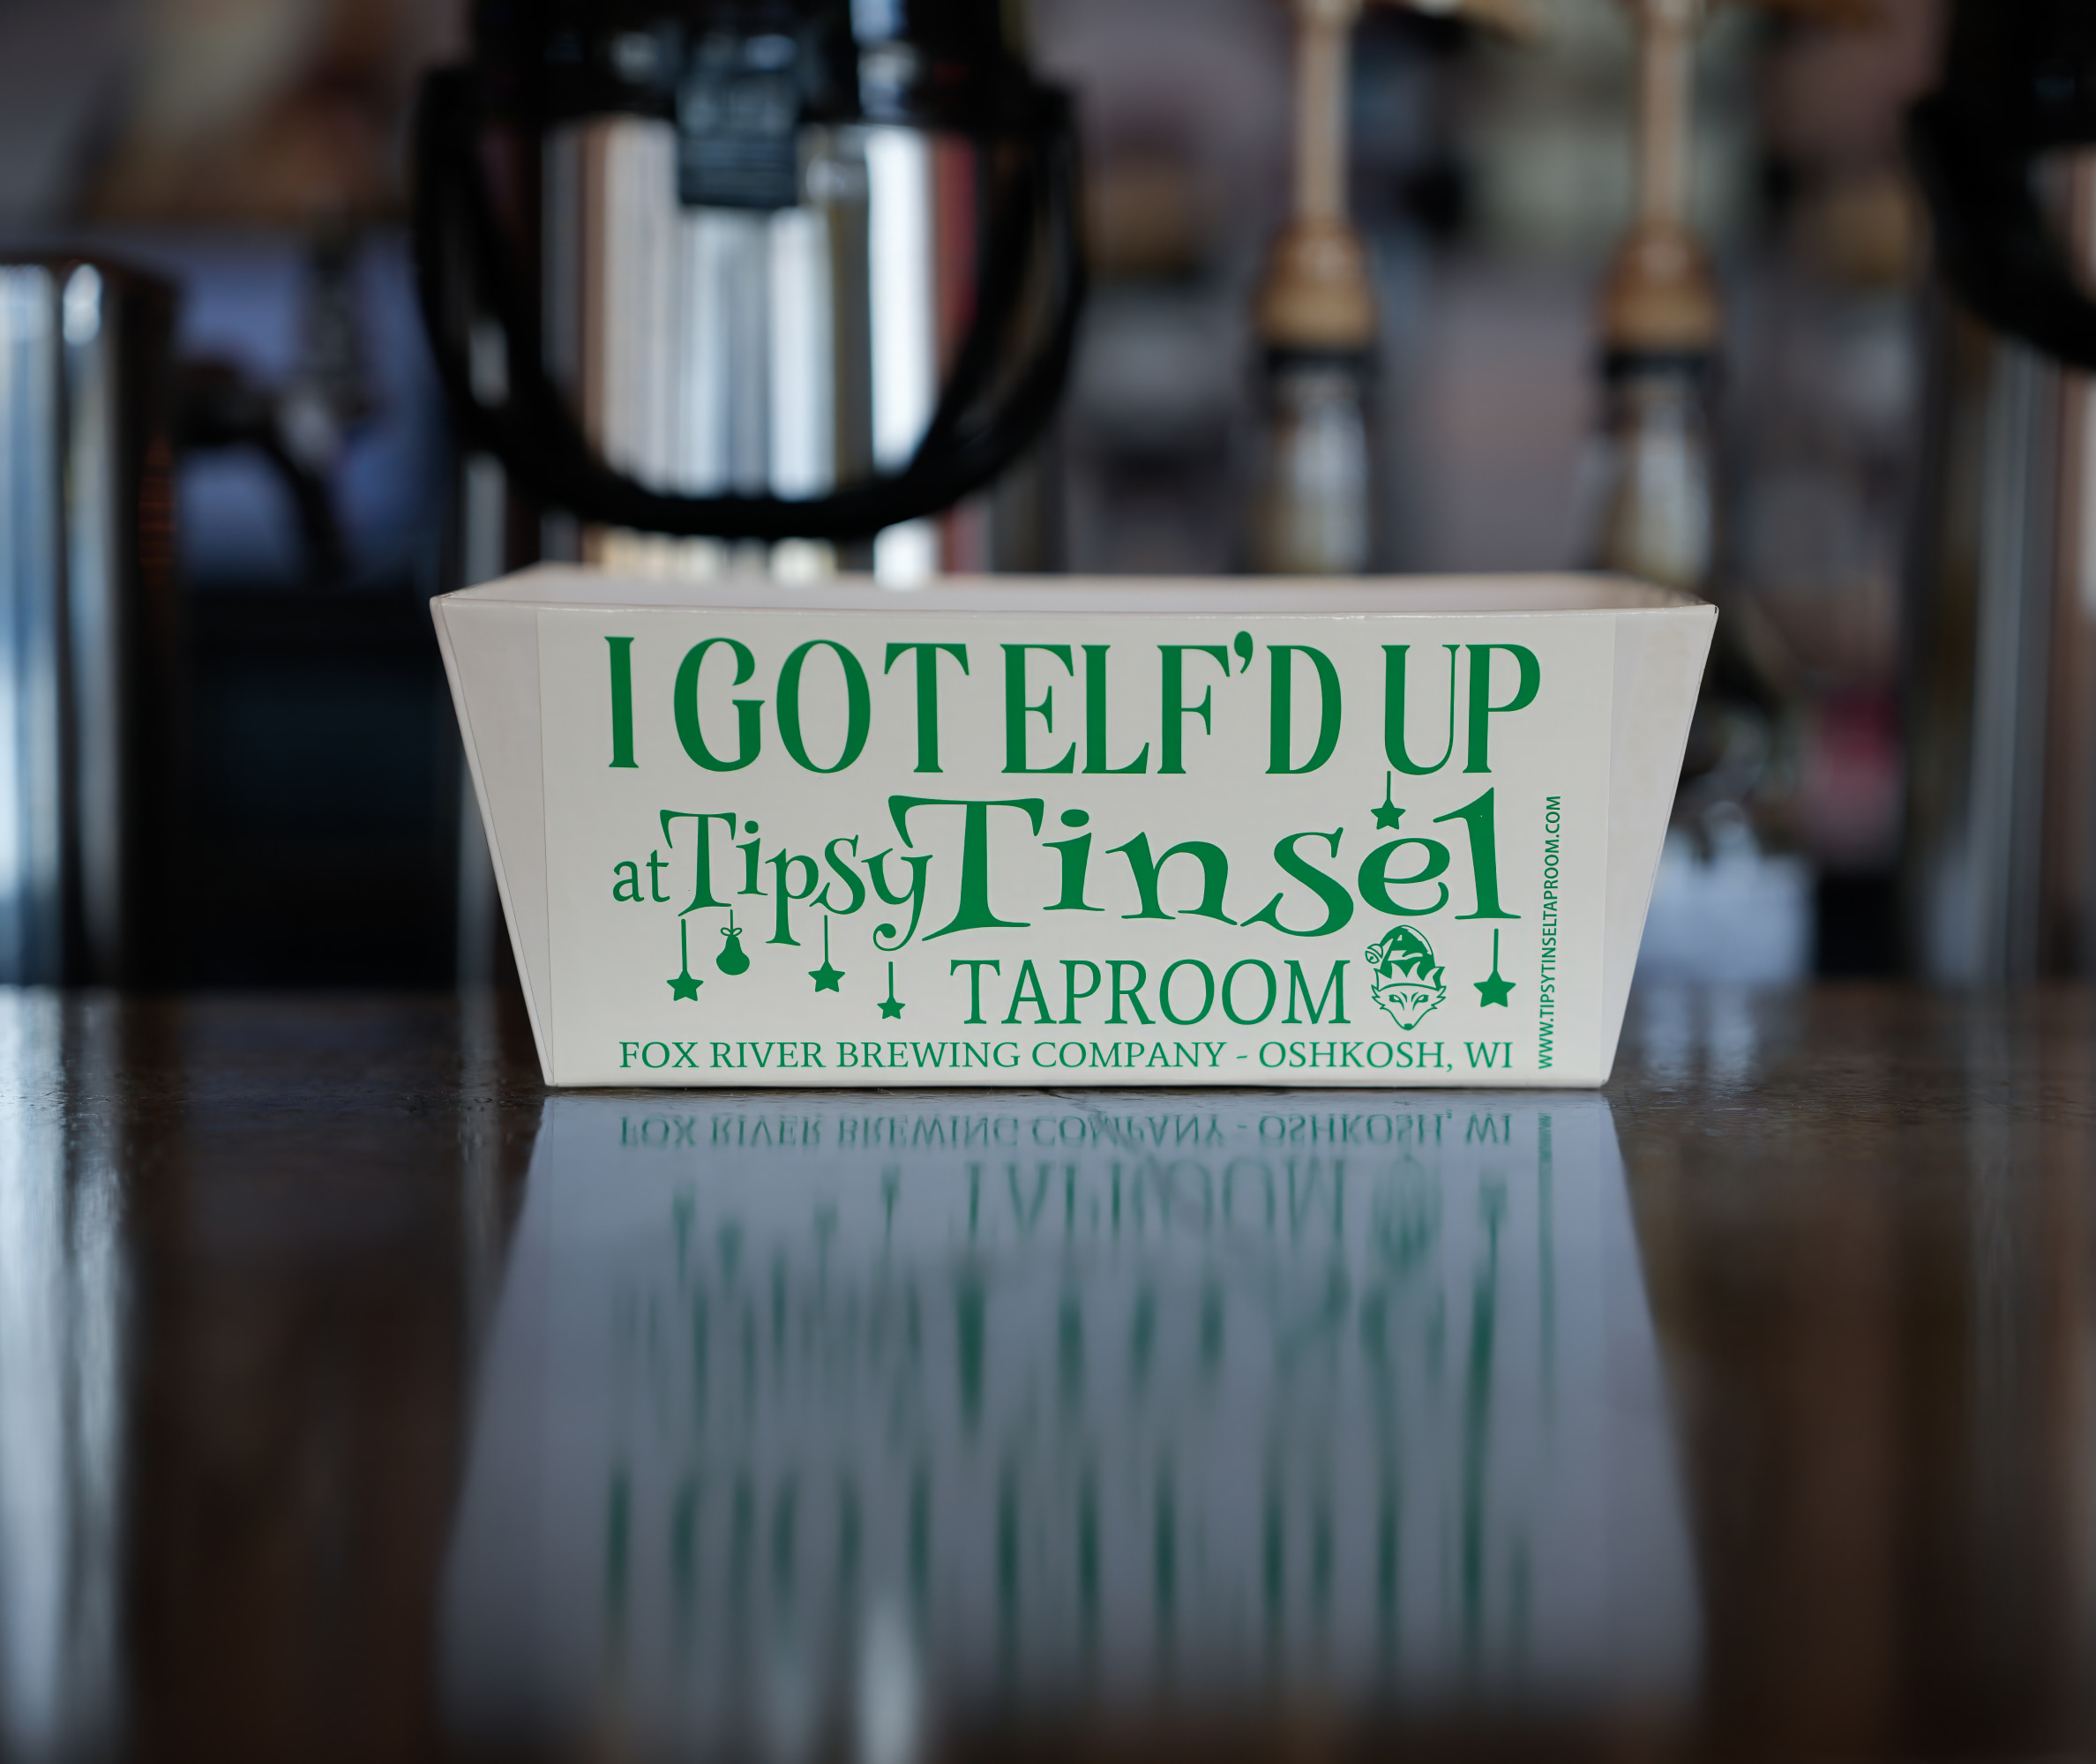 I GOT ELF'D UP
at Tipsy Tinsel
TAPROOM
FOX RIVER BREWING COMPANY - OSHKOSH, WI
WWW.TIPSYTINSELTAPROOM.COM